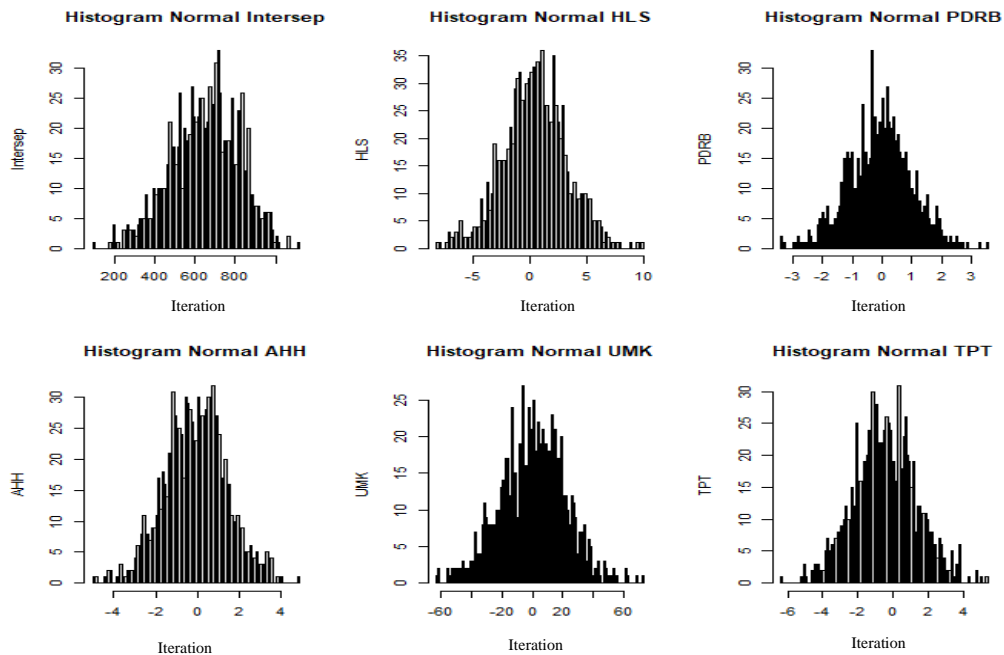 Histogram Normal Intersep
Histogram Normal HLS
Histogram Normal PDRB
Intersep
0 5 10 15 20 25 30
200 400 600 800
Iteration
HLS
0 5 10 15 20 25 30 35
-5 0 5 10
Iteration
PDRB
0 5 10 15 20 25 30
-3 -2 -1 0 1 2 3
Iteration
Histogram Normal AHH
Histogram Normal UMK
Histogram Normal TPT
AHH
0 5 10 15 20 25 30
-4 -2 0 2 4
Iteration
UMK
0 5 10 15 20 25
-60 -20 0 20 60
Iteration
TPT
0 5 10 15 20 25 30
-6 -4 -2 0 2 4
Iteration